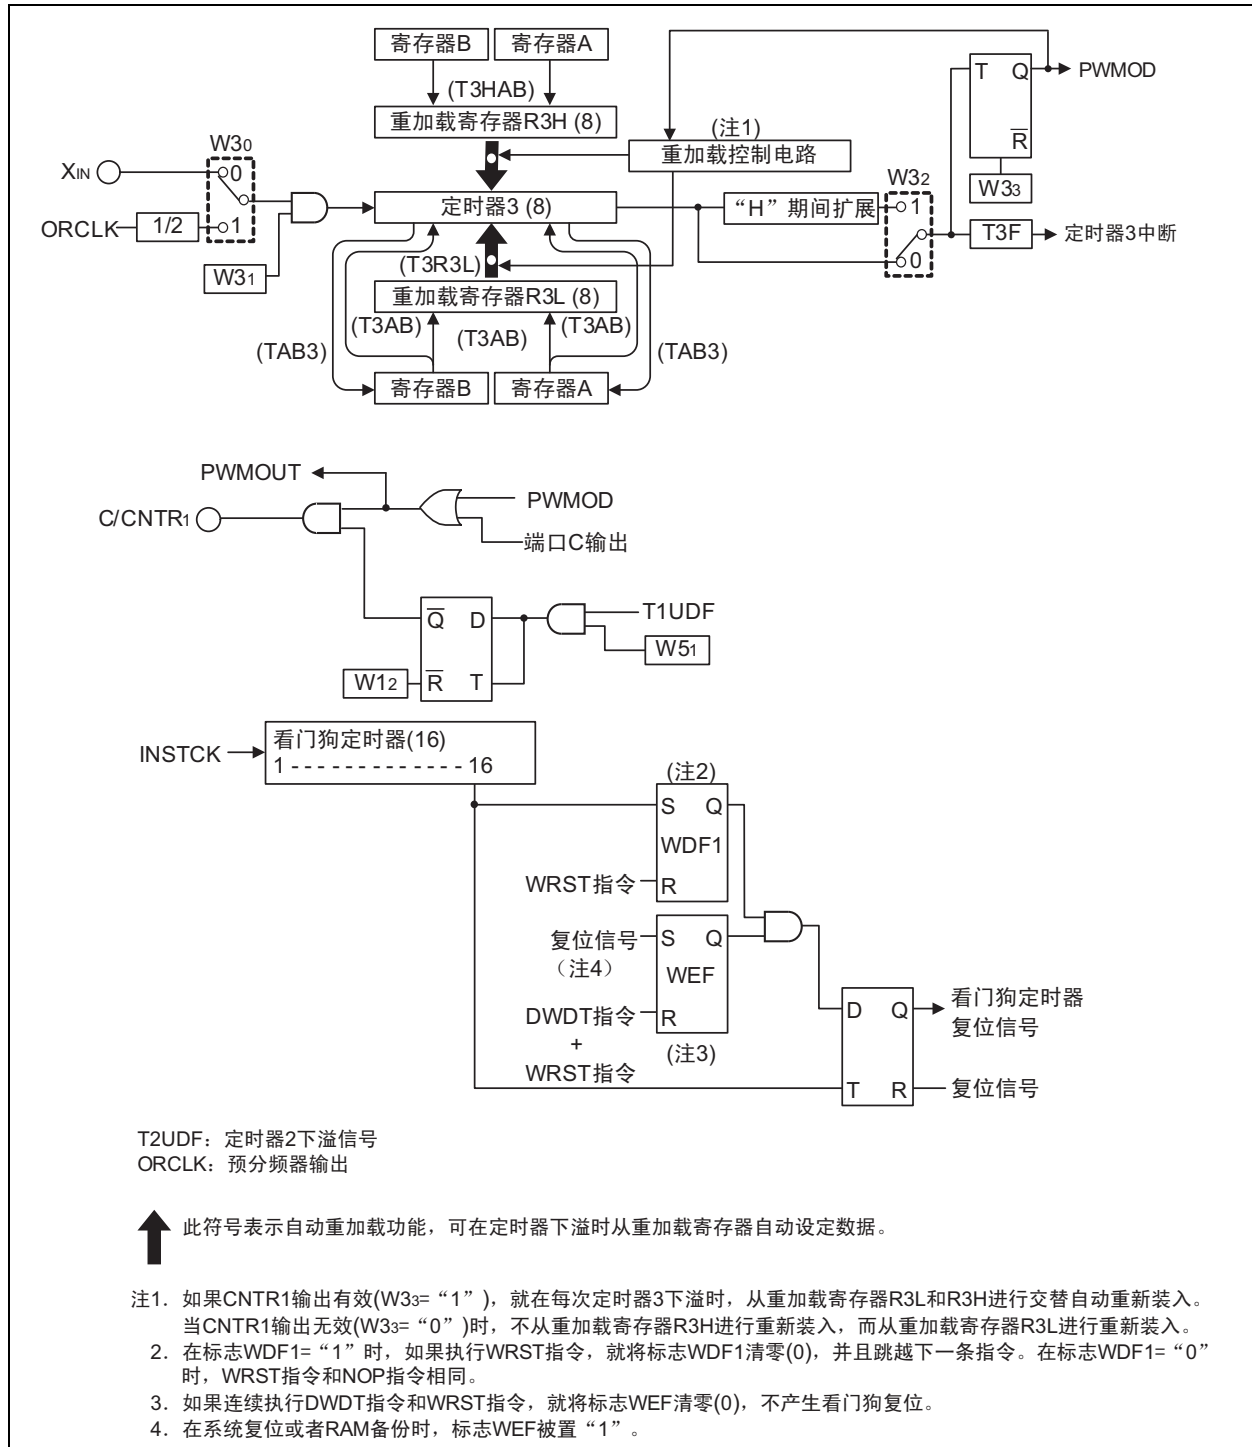 寄存器B 寄存器A
(T3HAB)
重加载寄存器R3H (8)
T Q
PWMOD
R̅
W33
(注1)
重加载控制电路
W30
XIN
0
ORCLK
1/2
1
W31
定时器3 (8)
“H”期间扩展
W32
1
0
T3F
定时器3中断
(T3R3L)
重加载寄存器R3L (8)
(T3AB) (T3AB) (T3AB)
(TAB3) (TAB3)
寄存器B 寄存器A
PWMOUT
C/CNTR1
PWMOD
端口C输出
Q̅ D
T1UDF
W51
W12
R̅ T
INSTCK
看门狗定时器(16)
1 - - - - - - - - - - - - - 16
(注2)
S Q
WDF1
WRST指令
R
复位信号
（注4）
S Q
WEF
DWDT指令
+
WRST指令
R
(注3)
D Q
看门狗定时器
复位信号
T R
复位信号
T2UDF：定时器2下溢信号
ORCLK：预分频器输出
此符号表示自动重加载功能，可在定时器下溢时从重加载寄存器自动设定数据。
注1. 如果CNTR1输出有效(W33=“1”)，就在每次定时器3下溢时，从重加载寄存器R3L和R3H进行交替自动重新装入。
当CNTR1输出无效(W33=“0”)时，不从重加载寄存器R3H进行重新装入，而从重加载寄存器R3L进行重新装入。
2. 在标志WDF1=“1”时，如果执行WRST指令，就将标志WDF1清零(0)，并且跳越下一条指令。在标志WDF1=“0”
时，WRST指令和NOP指令相同。
3. 如果连续执行DWDT指令和WRST指令，就将标志WEF清零(0)，不产生看门狗复位。
4. 在系统复位或者RAM备份时，标志WEF被置“1”。